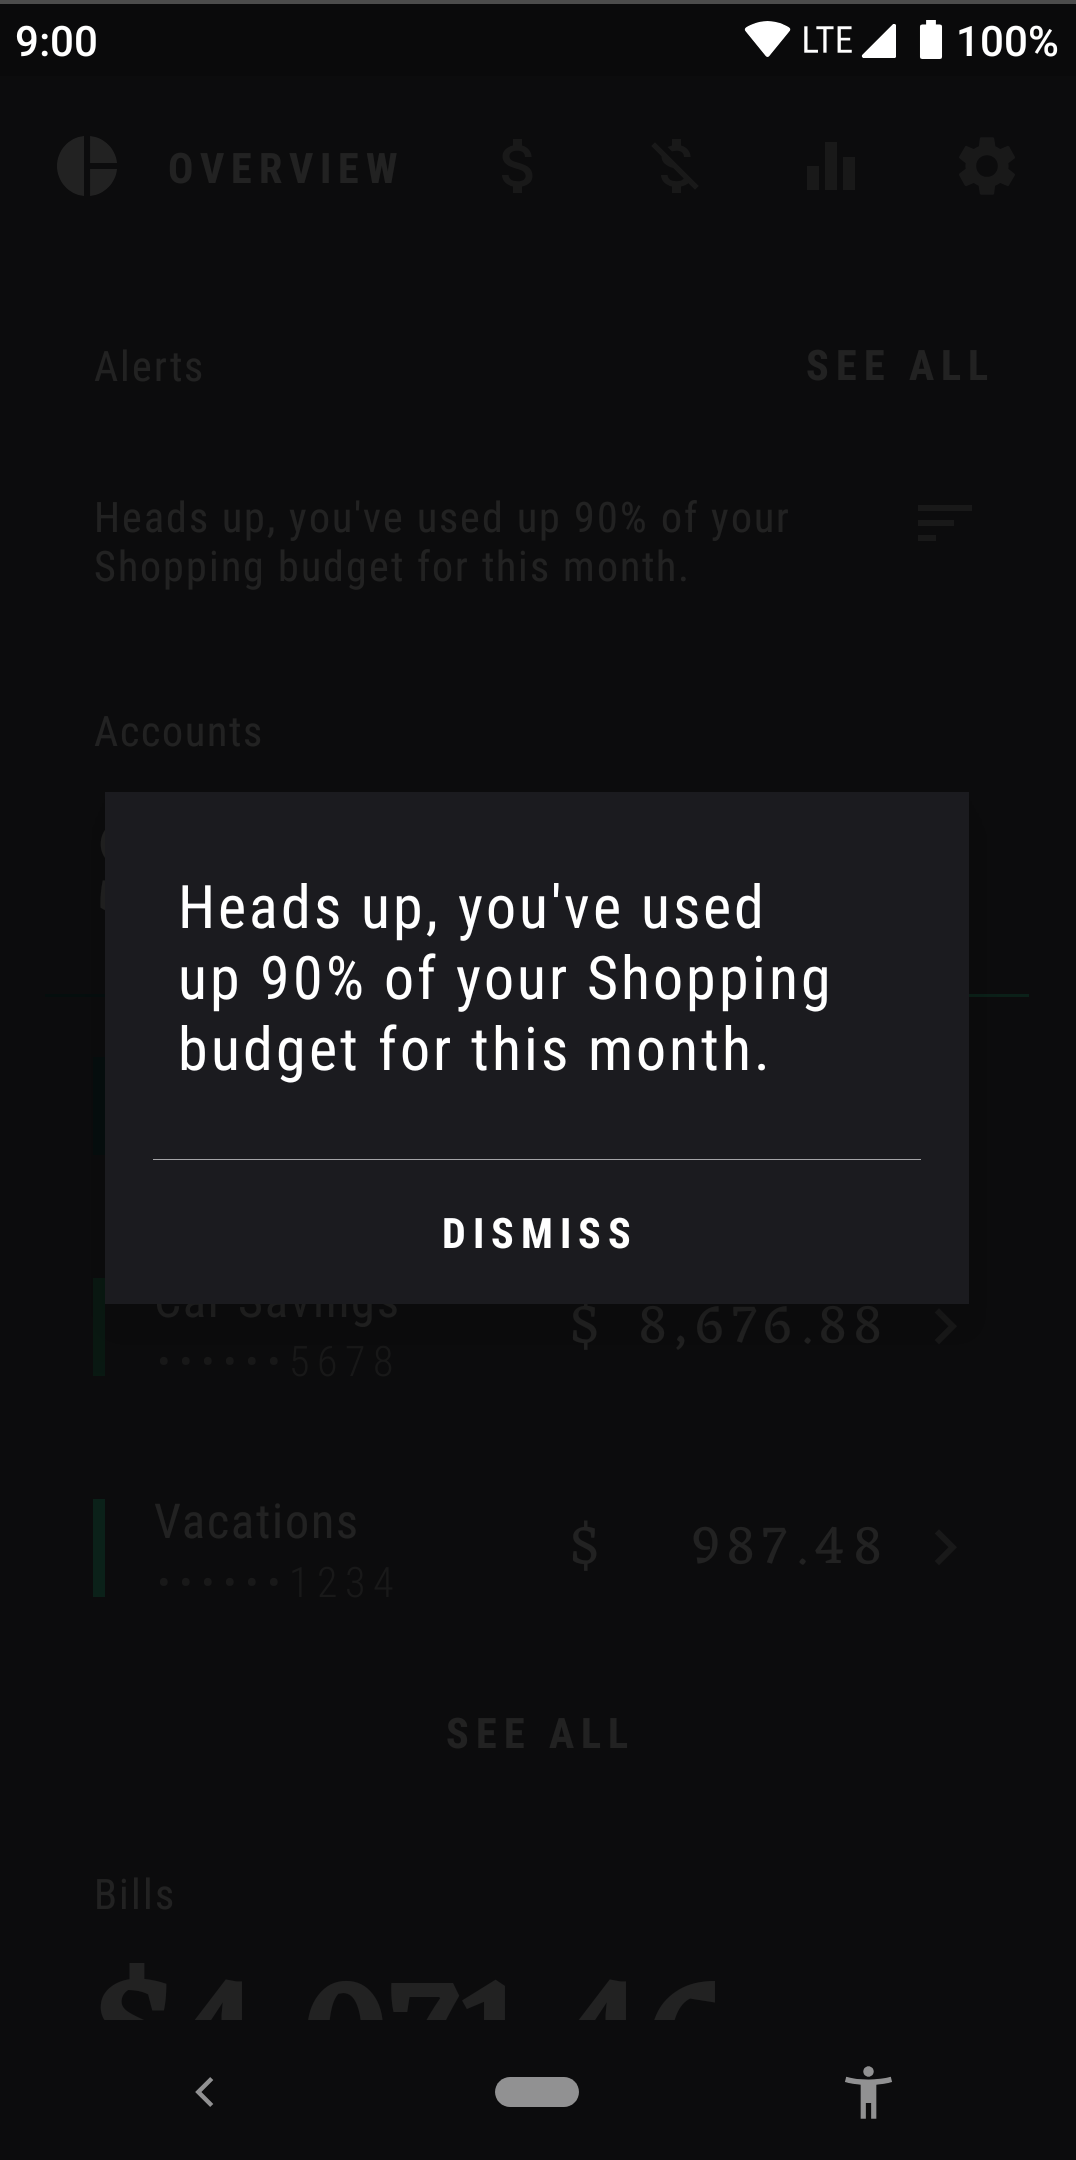 9:00 LTE 100%
OVERVIEW
Alerts SEE ALL
Heads up, you've used up 90% of your
Shopping budget for this month.
Accounts
Heads up, you've used
up 90% of your Shopping
budget for this month.
DISMISS
Car Savings $ 8,676.88
••••••5678
Vacations $ 987.48
••••••1234
SEE ALL
Bills